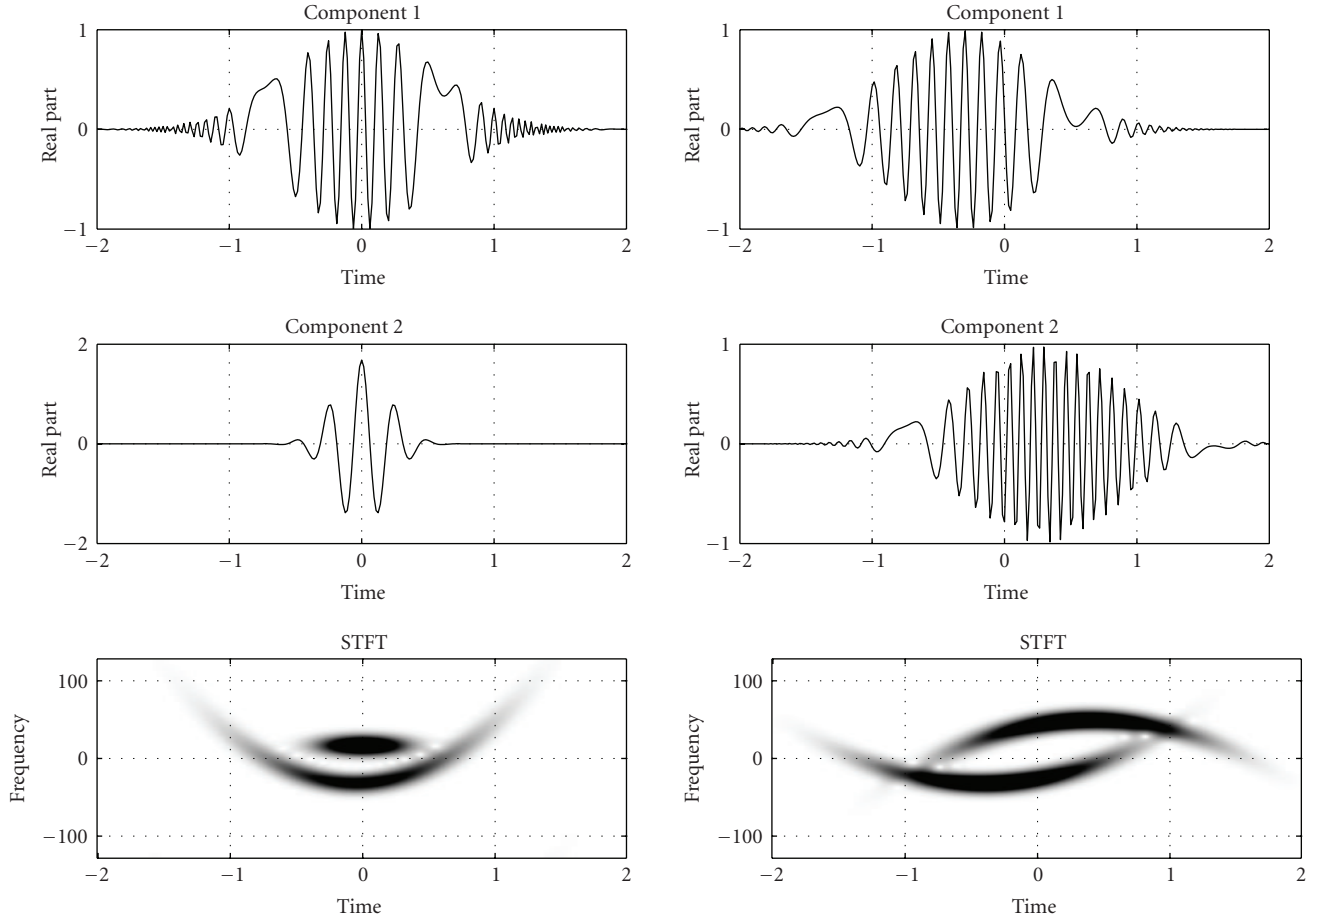 Component 1
1
0
−1
Real part
−2 −1 0 1 2
Time
Component 1
1
0
−1
Real part
−2 −1 0 1 2
Time
Component 2
2
0
−2
Real part
−2 −1 0 1 2
Time
Component 2
1
0
−1
Real part
−2 −1 0 1 2
Time
STFT
100
0
−100
Frequency
−2 −1 0 1 2
Time
STFT
100
0
−100
Frequency
−2 −1 0 1 2
Time